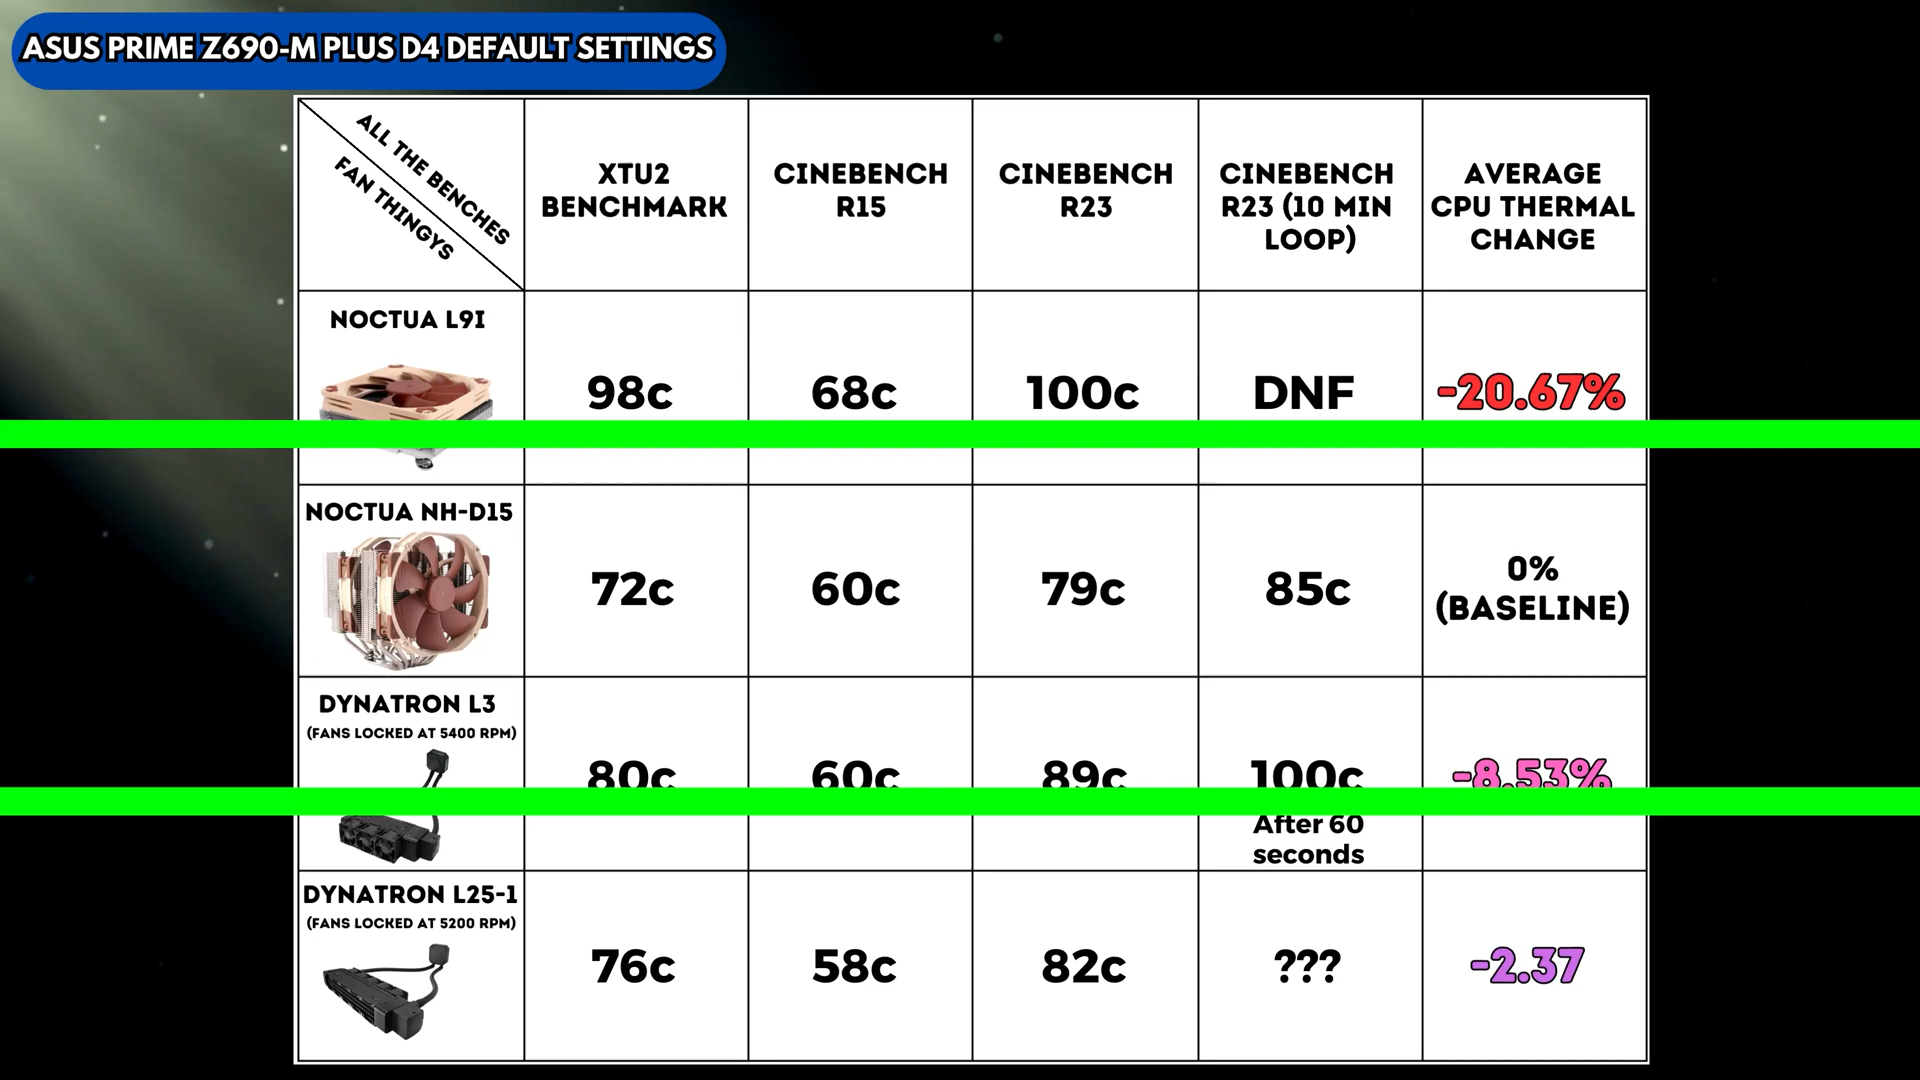 ASUS PRIME Z690-M PLUS D4 DEFAULT SETTINGS
ALL THE BENCHES
FAN THINGYS
XTU2
BENCHMARK
CINEBENCH
R15
CINEBENCH
R23
CINEBENCH
R23 (10 MIN
LOOP)
AVERAGE
CPU THERMAL
CHANGE
NOCTUA L9I
98c
68c
100c
DNF
-20.67%
NOCTUA NH-D15
72c
60c
79c
85c
0%
(BASELINE)
DYNATRON L3
(FANS LOCKED AT 5400 RPM)
80c
60c
89c
100c
After 60
seconds
-8.53%
DYNATRON L25-1
(FANS LOCKED AT 5200 RPM)
76c
58c
82c
???
-2.37